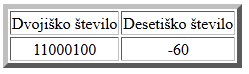 Dvojiško število Desetiško število
11000100 -60